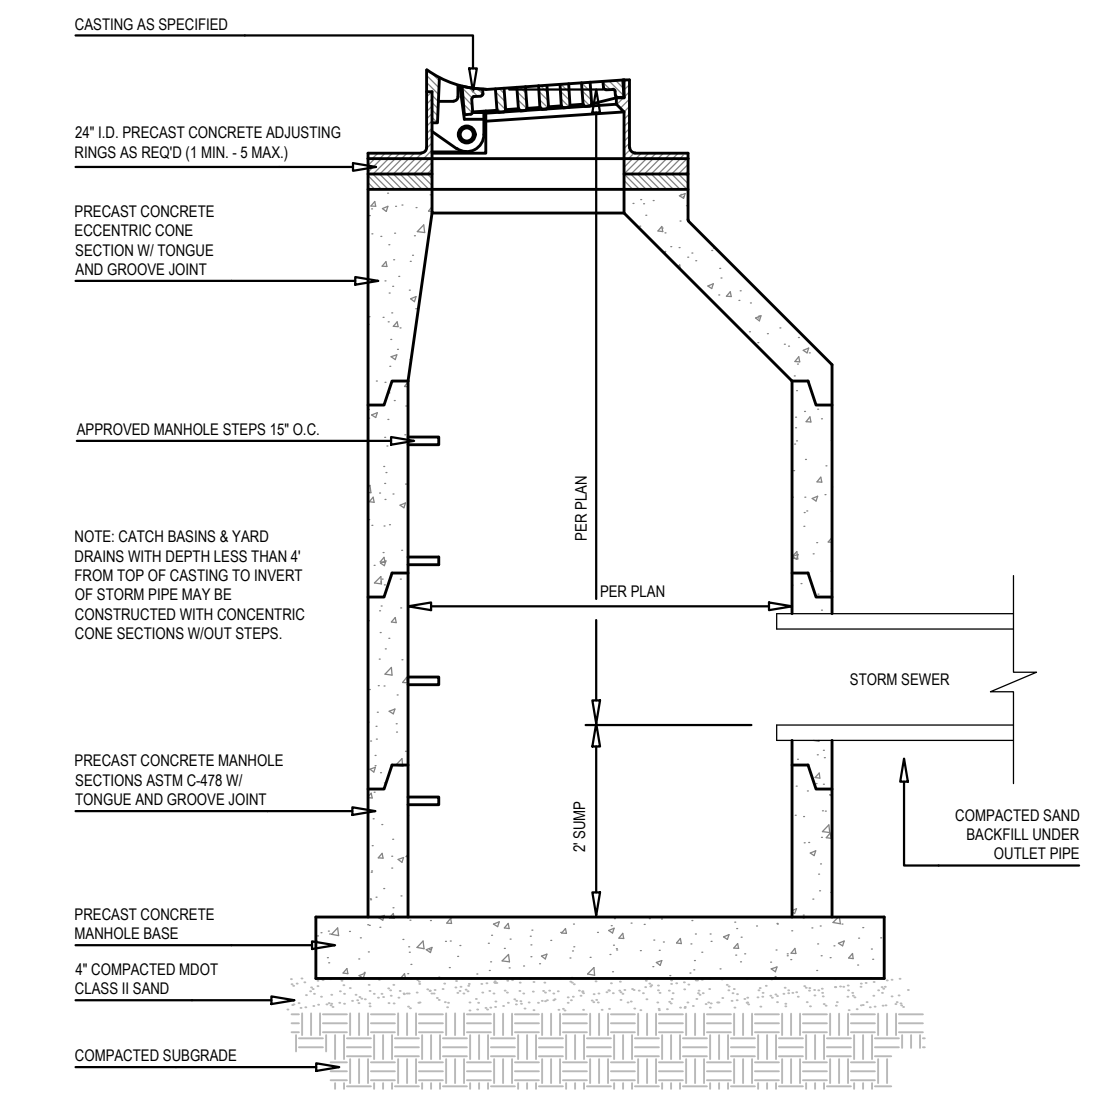 CASTING AS SPECIFIED
24" I.D. PRECAST CONCRETE ADJUSTING
RINGS AS REQ'D (1 MIN. - 5 MAX.)
PRECAST CONCRETE
ECCENTRIC CONE
SECTION W/ TONGUE
AND GROOVE JOINT
APPROVED MANHOLE STEPS 15" O.C.
NOTE: CATCH BASINS & YARD
DRAINS WITH DEPTH LESS THAN 4'
FROM TOP OF CASTING TO INVERT
OF STORM PIPE MAY BE
CONSTRUCTED WITH CONCENTRIC
CONE SECTIONS W/OUT STEPS.
PRECAST CONCRETE MANHOLE
SECTIONS ASTM C-478 W/
TONGUE AND GROOVE JOINT
PRECAST CONCRETE
MANHOLE BASE
4" COMPACTED MDOT
CLASS II SAND
COMPACTED SUBGRADE
PER PLAN
PER PLAN
2' SUMP
STORM SEWER
COMPACTED SAND
BACKFILL UNDER
OUTLET PIPE